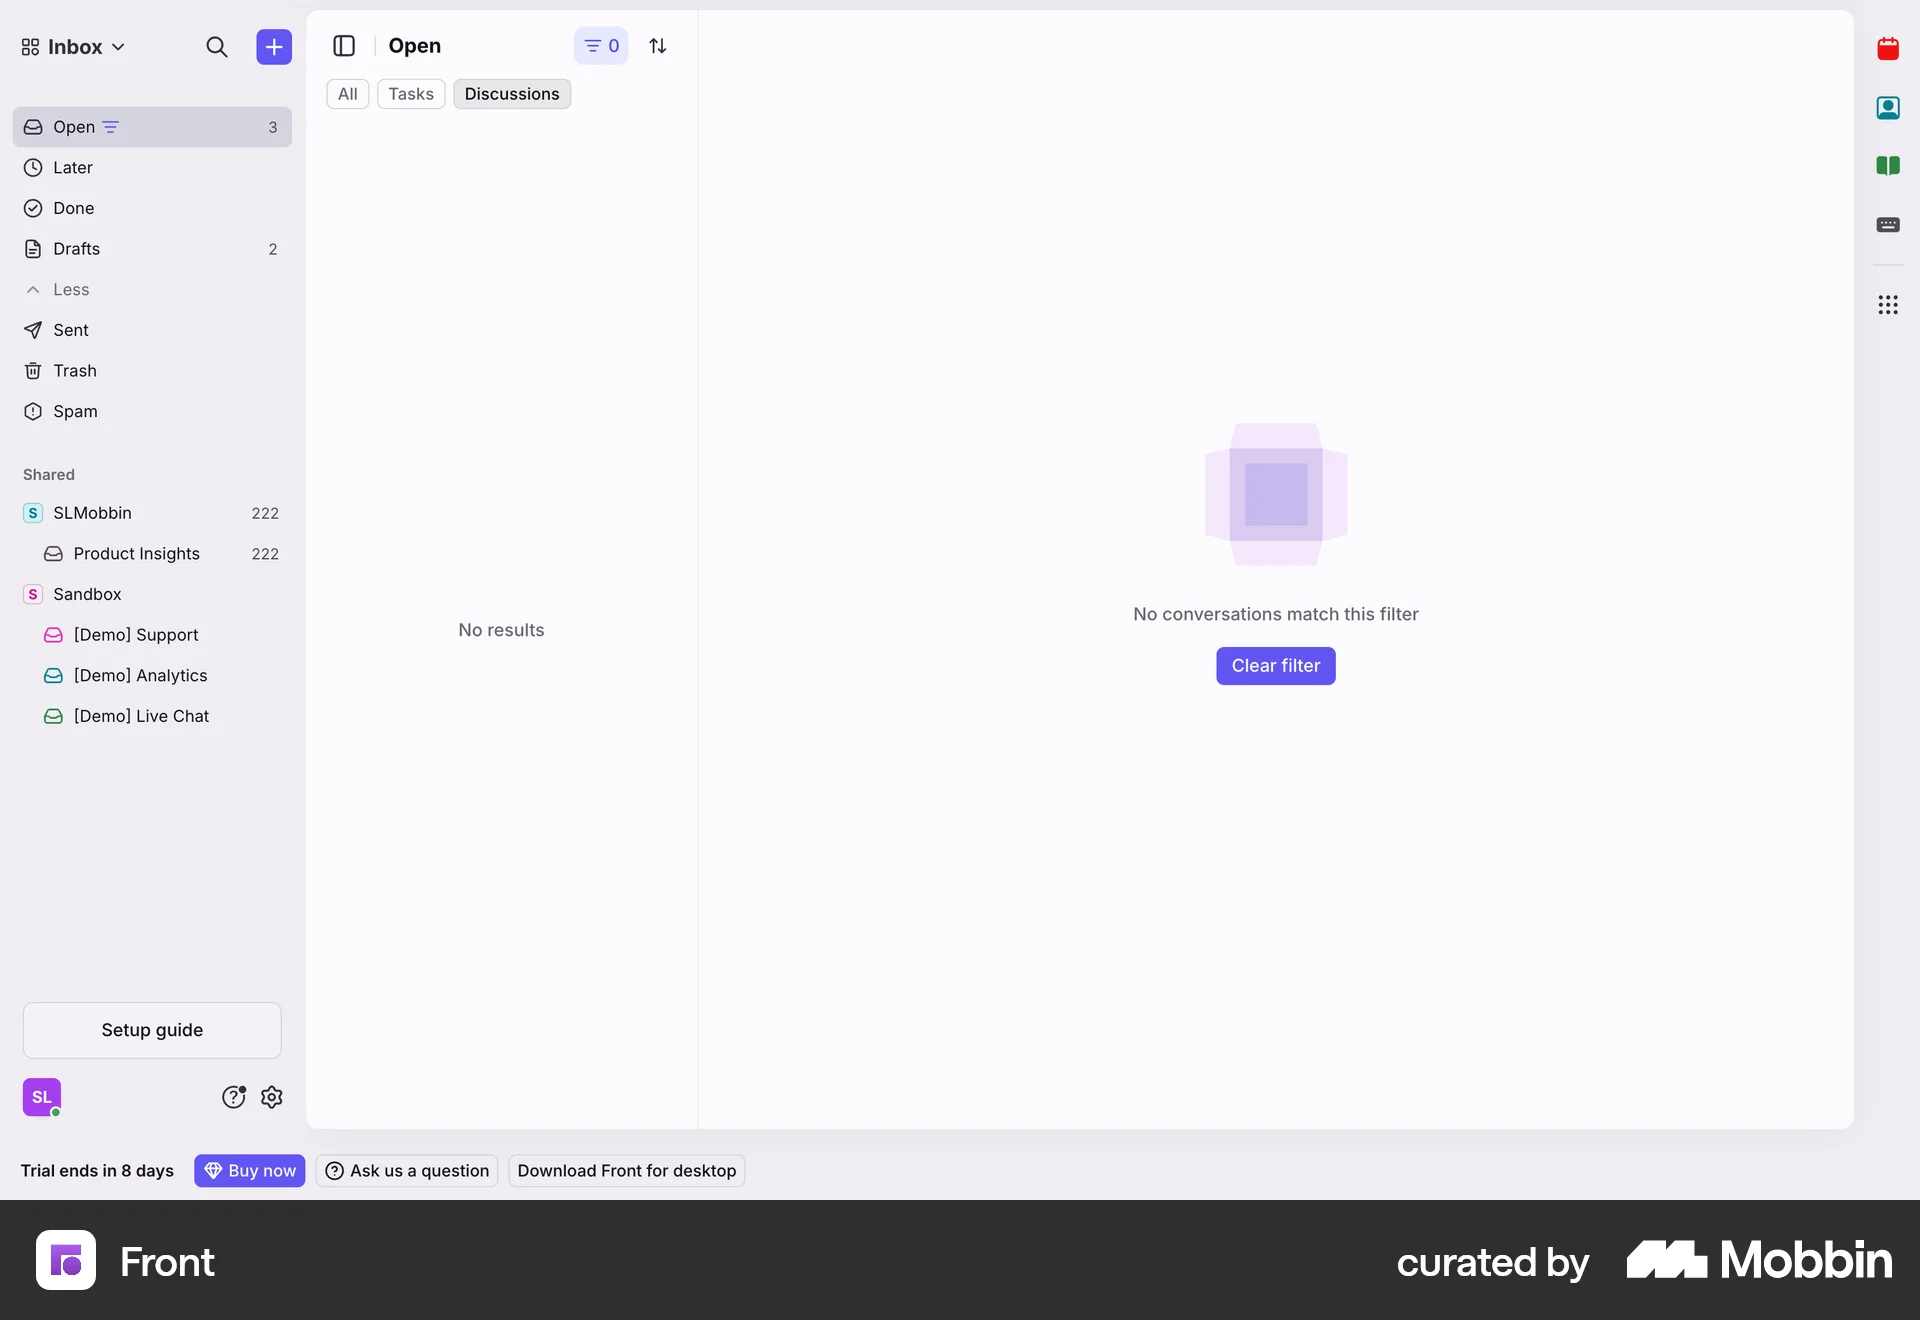 Inbox
Open 3
Later
Done
Drafts 2
Less
Sent
Trash
Spam
Shared
S SLMobbin 222
Product Insights 222
S Sandbox
[Demo] Support
[Demo] Analytics
[Demo] Live Chat
Setup guide
SL
Open 0
All Tasks Discussions
No results
No conversations match this filter
Clear filter
Trial ends in 8 days Buy now Ask us a question Download Front for desktop
Front curated by Mobbin